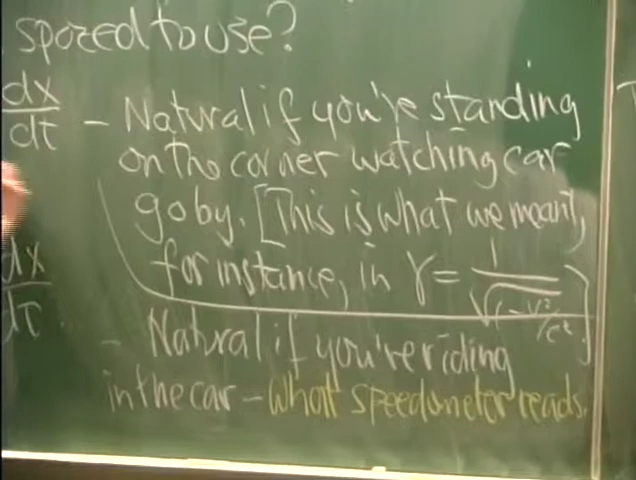 spozed to use?
dx/dt – Natural if you're standing
on the corner watching car
go by. [This is what we meant,
for instance, in γ = 1/√(1-v²/c²).]
dx/dτ – Natural if you're riding
in the car – what speedometer reads.